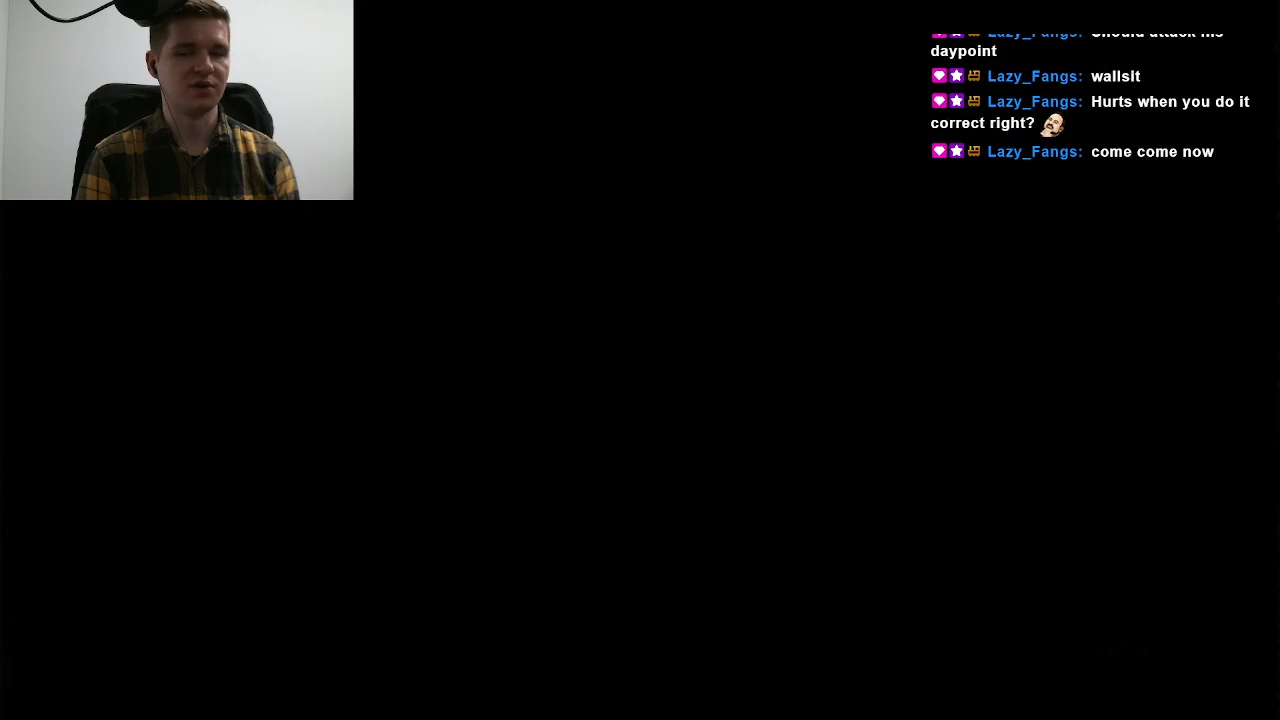 daypoint
Lazy_Fangs: wallsit
Lazy_Fangs: Hurts when you do it
correct right?
Lazy_Fangs: come come now